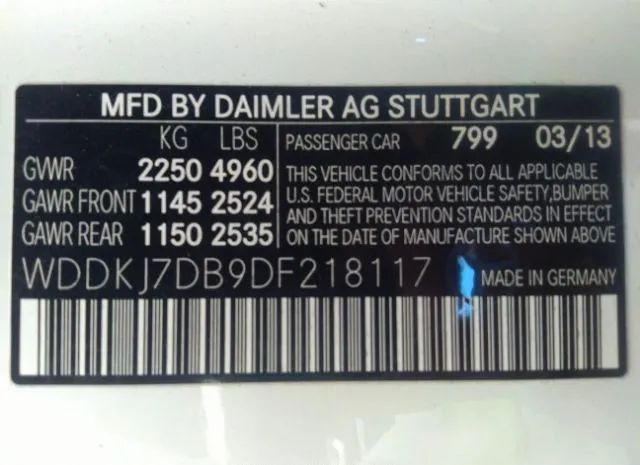 MFD BY DAIMLER AG STUTTGART
KG LBS
GVWR 2250 4960
GAWR FRONT 1145 2524
GAWR REAR 1150 2535
PASSENGER CAR 799 03/13
THIS VEHICLE CONFORMS TO ALL APPLICABLE
U.S. FEDERAL MOTOR VEHICLE SAFETY, BUMPER
AND THEFT PREVENTION STANDARDS IN EFFECT
ON THE DATE OF MANUFACTURE SHOWN ABOVE
WDDKJ7DB9DF218117 MADE IN GERMANY